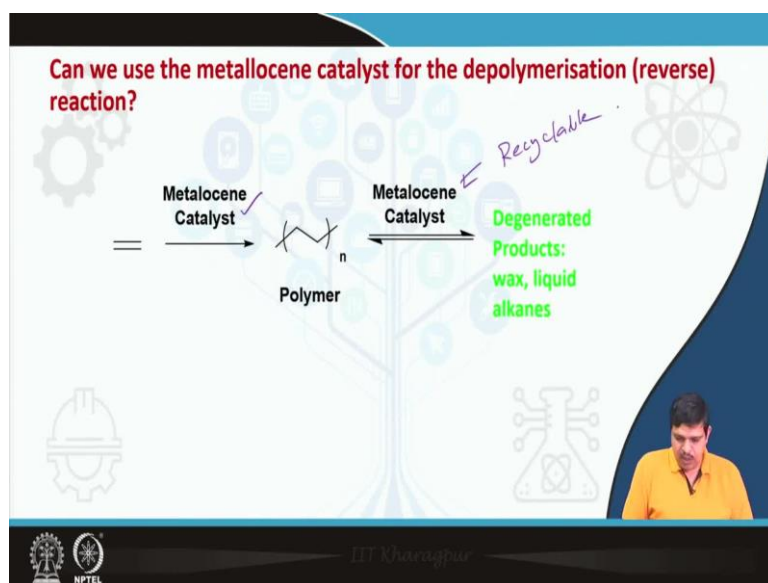 Can we use the metallocene catalyst for the depolymerisation (reverse)
reaction?
Recyclable
Metalocene
Catalyst
Metalocene
Catalyst
n
Polymer
Degenerated
Products:
wax, liquid
alkanes
IIT Kharagpur
NPTEL